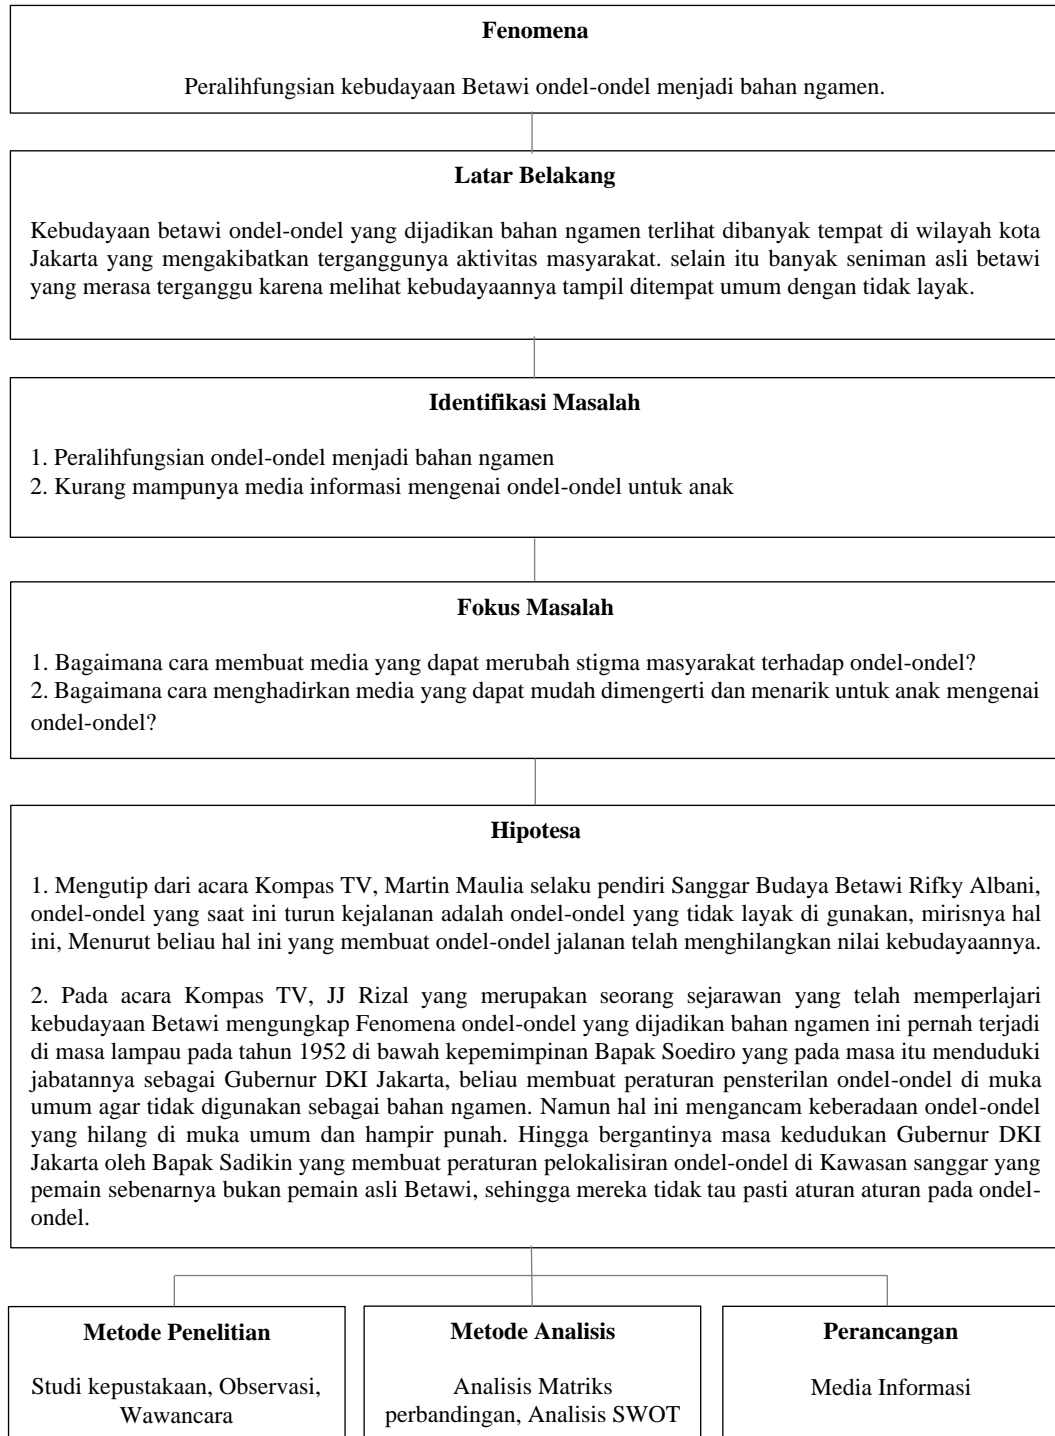 Fenomena
Peralihfungsian kebudayaan Betawi ondel-ondel menjadi bahan ngamen.
Latar Belakang
Kebudayaan betawi ondel-ondel yang dijadikan bahan ngamen terlihat dibanyak tempat di wilayah kota
Jakarta yang mengakibatkan terganggunya aktivitas masyarakat. selain itu banyak seniman asli betawi
yang merasa terganggu karena melihat kebudayaannya tampil ditempat umum dengan tidak layak.
Identifikasi Masalah
1. Peralihfungsian ondel-ondel menjadi bahan ngamen
2. Kurang mampunya media informasi mengenai ondel-ondel untuk anak
Fokus Masalah
1. Bagaimana cara membuat media yang dapat merubah stigma masyarakat terhadap ondel-ondel?
2. Bagaimana cara menghadirkan media yang dapat mudah dimengerti dan menarik untuk anak mengenai
ondel-ondel?
Hipotesa
1. Mengutip dari acara Kompas TV, Martin Maulia selaku pendiri Sanggar Budaya Betawi Rifky Albani,
ondel-ondel yang saat ini turun kejalanan adalah ondel-ondel yang tidak layak di gunakan, mirisnya hal
ini, Menurut beliau hal ini yang membuat ondel-ondel jalanan telah menghilangkan nilai kebudayaannya.
2. Pada acara Kompas TV, JJ Rizal yang merupakan seorang sejarawan yang telah memperlajari
kebudayaan Betawi mengungkap Fenomena ondel-ondel yang dijadikan bahan ngamen ini pernah terjadi
di masa lampau pada tahun 1952 di bawah kepemimpinan Bapak Soediro yang pada masa itu menduduki
jabatannya sebagai Gubernur DKI Jakarta, beliau membuat peraturan pensterilan ondel-ondel di muka
umum agar tidak digunakan sebagai bahan ngamen. Namun hal ini mengancam keberadaan ondel-ondel
yang hilang di muka umum dan hampir punah. Hingga bergantinya masa kedudukan Gubernur DKI
Jakarta oleh Bapak Sadikin yang membuat peraturan pelokalisiran ondel-ondel di Kawasan sanggar yang
pemain sebenarnya bukan pemain asli Betawi, sehingga mereka tidak tau pasti aturan aturan pada ondel-
ondel.
Metode Penelitian
Studi kepustakaan, Observasi,
Wawancara
Metode Analisis
Analisis Matriks
perbandingan, Analisis SWOT
Perancangan
Media Informasi